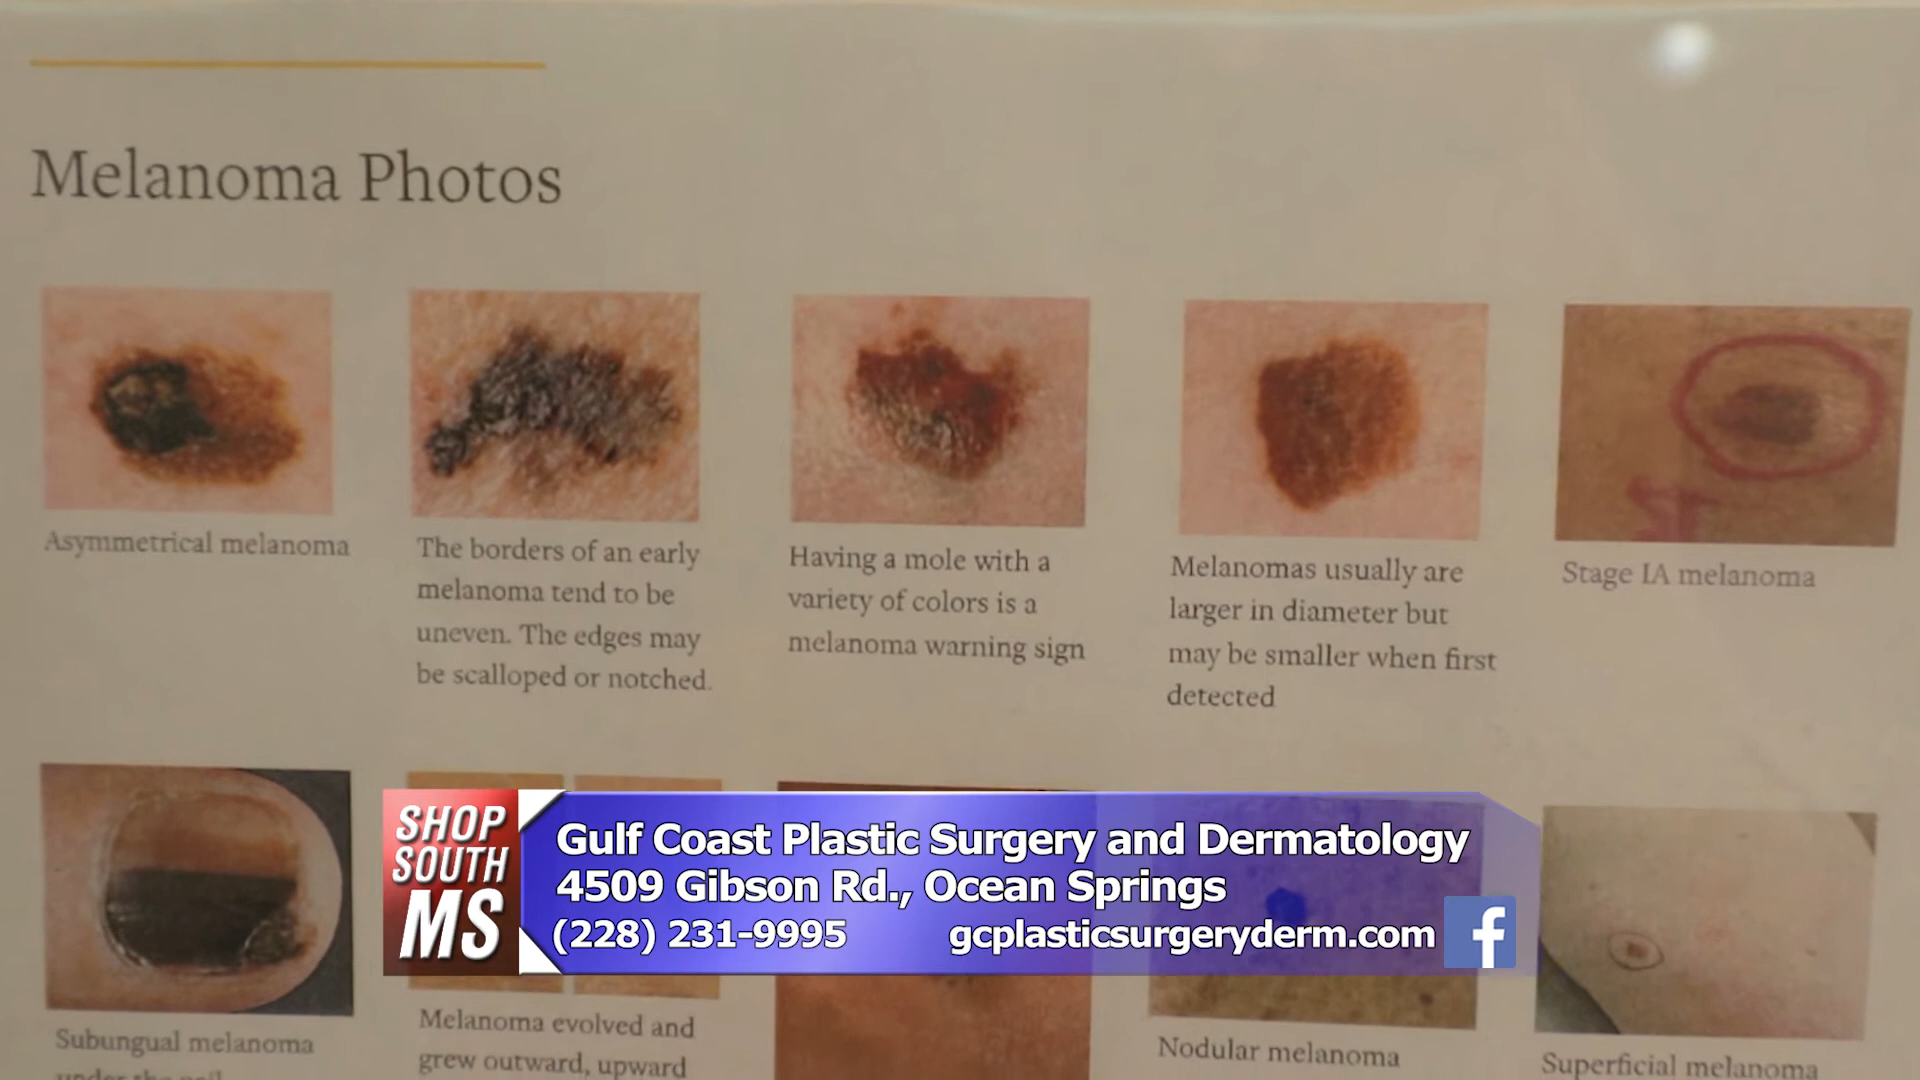 Melanoma Photos
Asymmetrical melanoma
The borders of an early
melanoma tend to be
uneven. The edges may
be scalloped or notched.
Having a mole with a
variety of colors is a
melanoma warning sign
Melanomas usually are
larger in diameter but
may be smaller when first
detected
Stage IA melanoma
Subungual melanoma
under the nail
Melanoma evolved and
grew outward, upward
Nodular melanoma
Superficial melanoma
SHOP
SOUTH
MS
Gulf Coast Plastic Surgery and Dermatology
4509 Gibson Rd., Ocean Springs
(228) 231-9995 gcplasticsurgeryderm.com f